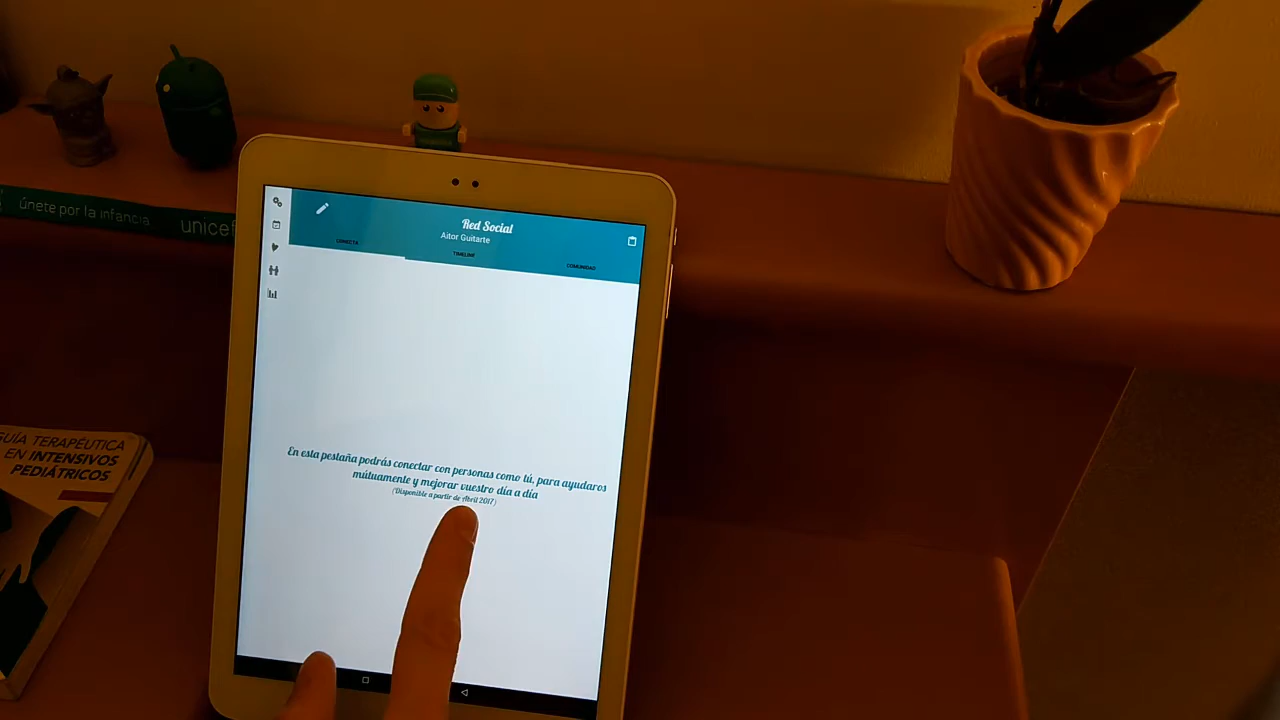 únete por la infancia
unicef
Red Social
Aitor Guitarte
CONECTA
TIMELINE
COMUNIDAD
En esta pestaña podrás conectar con personas como tú, para ayudaros
mútuamente y mejorar vuestro día a día
(Disponible a partir de Abril 2017)
GUÍA TERAPÉUTICA
EN INTENSIVOS
PEDIÁTRICOS